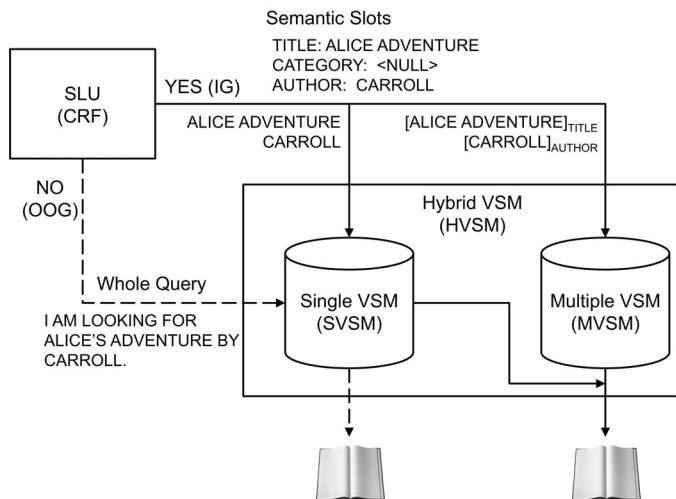 Semantic Slots
TITLE: ALICE ADVENTURE
CATEGORY: <NULL>
AUTHOR: CARROLL
SLU
(CRF)
YES (IG)
ALICE ADVENTURE
CARROLL
[ALICE ADVENTURE]TITLE
[CARROLL]AUTHOR
NO
(OOG)
Hybrid VSM
(HVSM)
Whole Query
I AM LOOKING FOR
ALICE'S ADVENTURE BY
CARROLL.
Single VSM
(SVSM)
Multiple VSM
(MVSM)